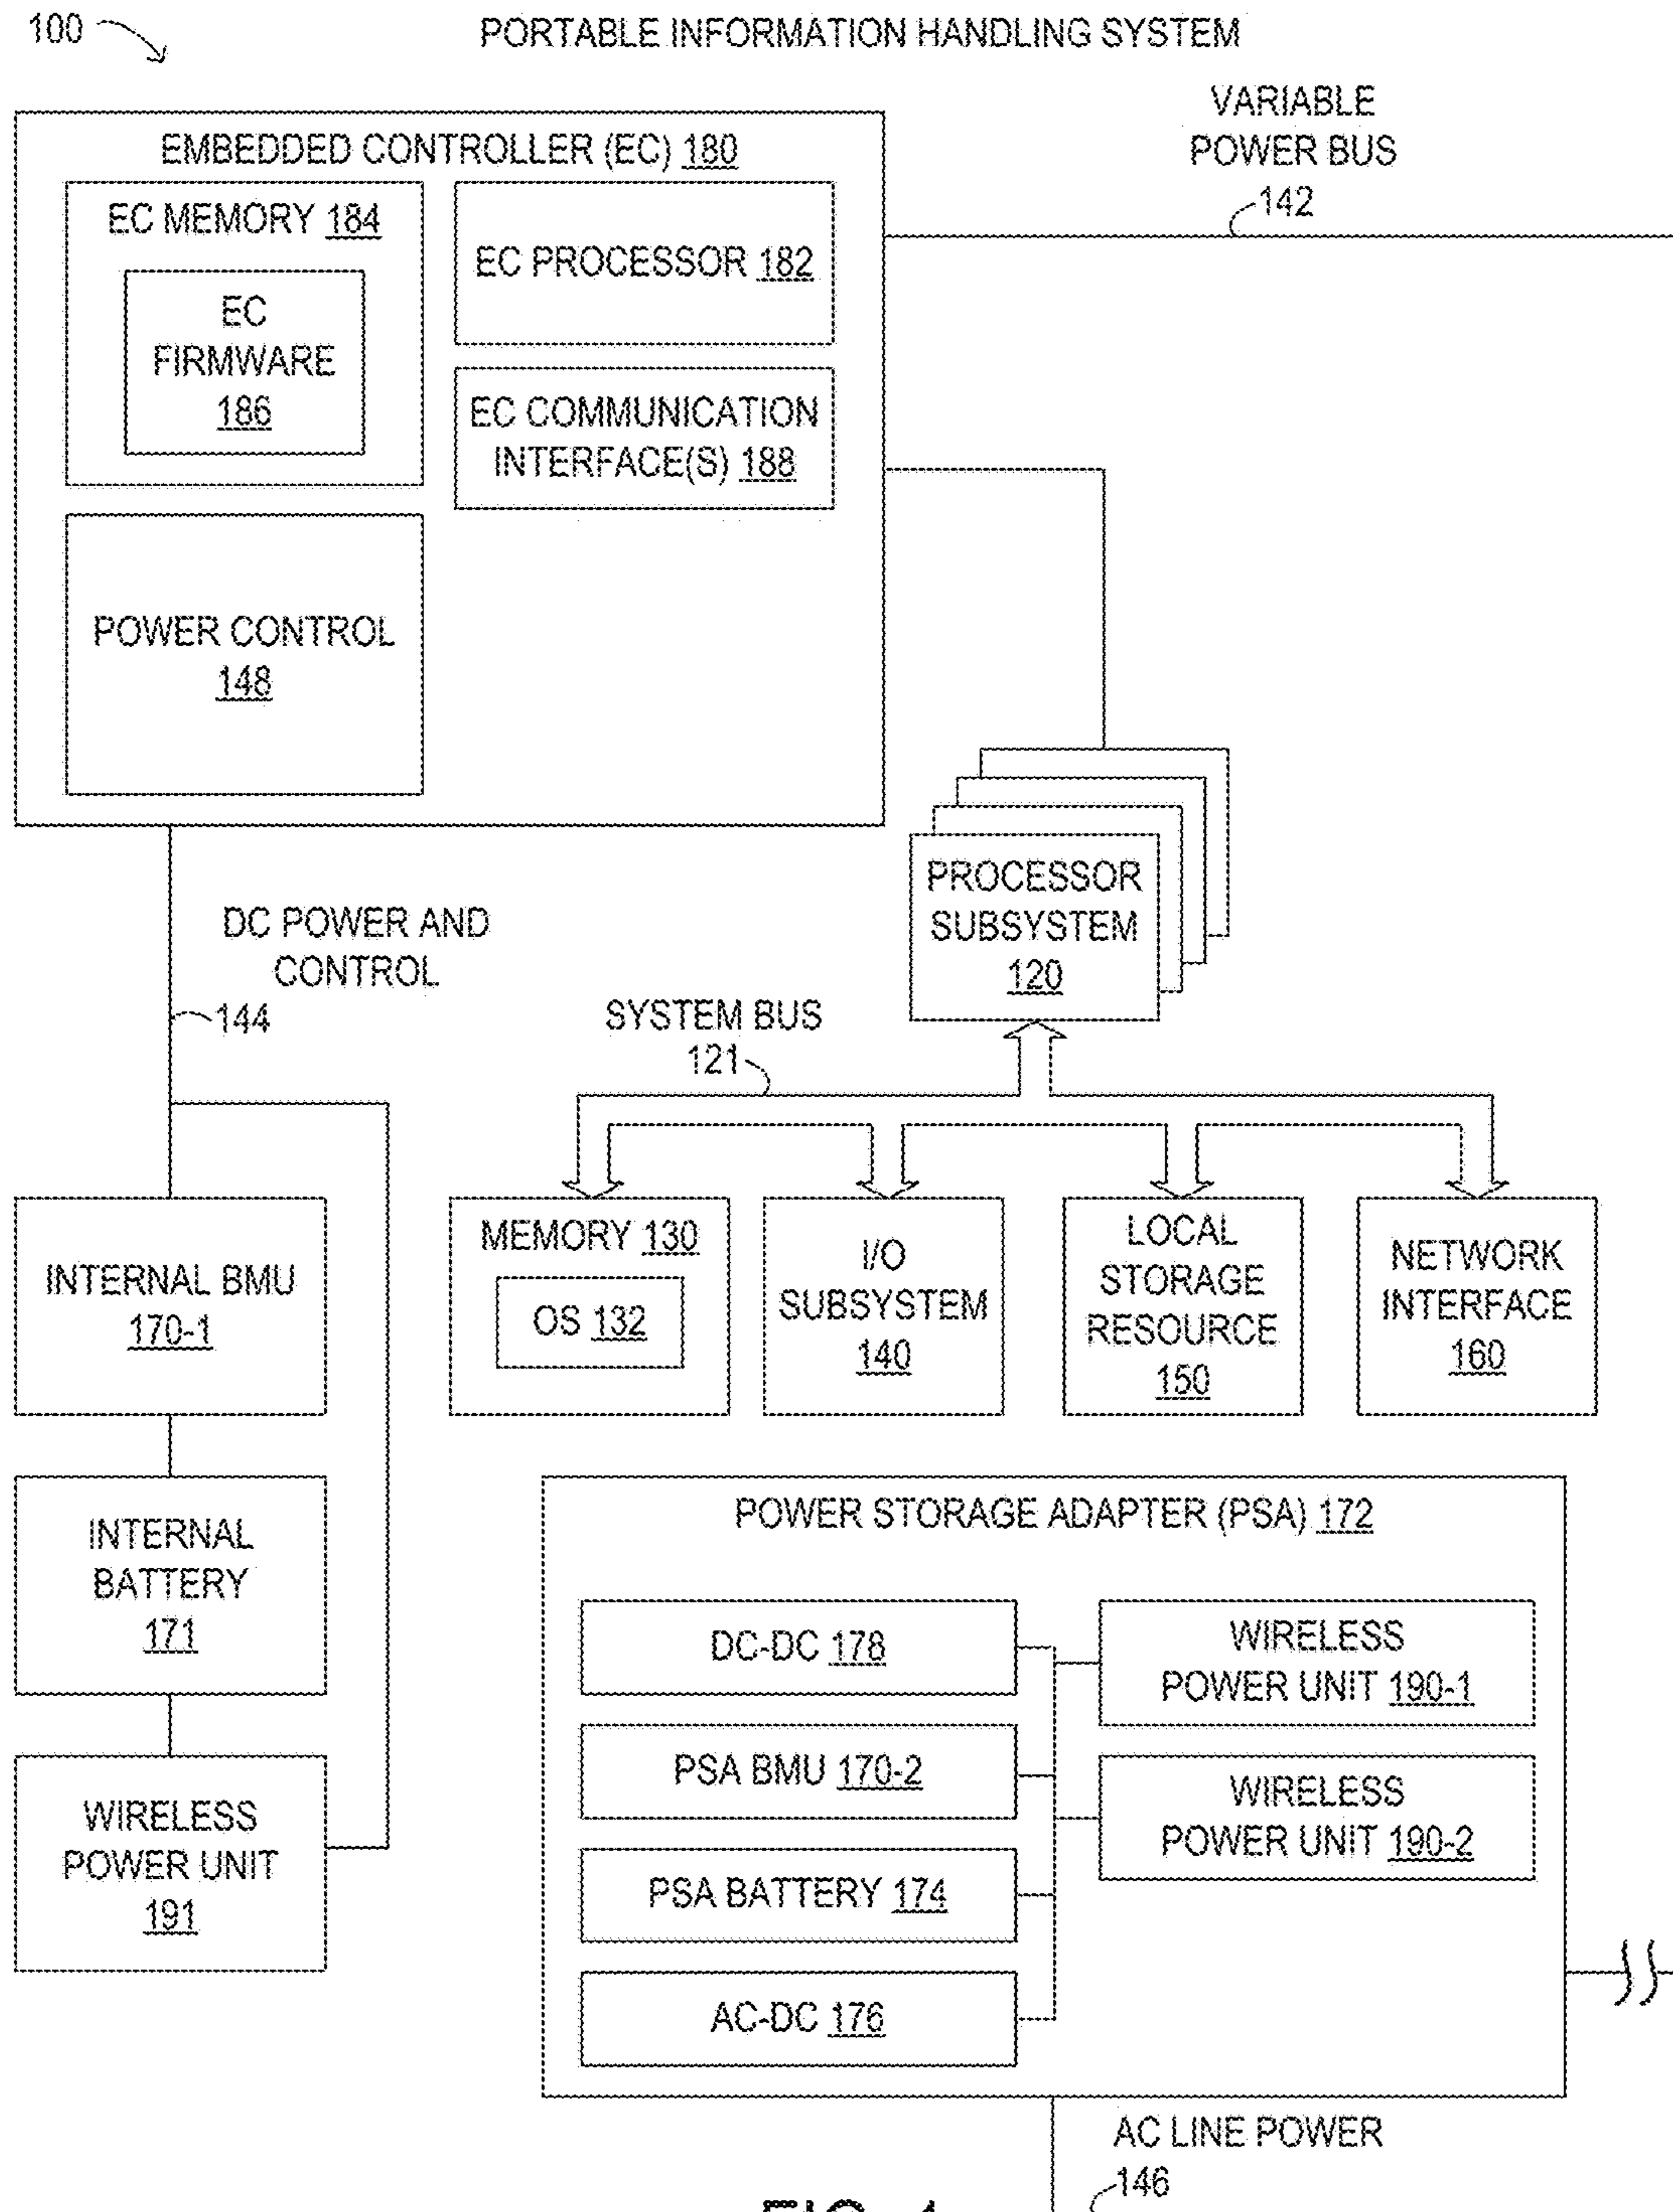 100
PORTABLE INFORMATION HANDLING SYSTEM
VARIABLE
POWER BUS
142
EMBEDDED CONTROLLER (EC) 180
EC MEMORY 184
EC
FIRMWARE
186
EC PROCESSOR 182
EC COMMUNICATION
INTERFACE(S) 188
POWER CONTROL
148
DC POWER AND
CONTROL
144
PROCESSOR
SUBSYSTEM
120
SYSTEM BUS
121
INTERNAL BMU
170-1
MEMORY 130
OS 132
I/O
SUBSYSTEM
140
LOCAL
STORAGE
RESOURCE
150
NETWORK
INTERFACE
160
INTERNAL
BATTERY
171
WIRELESS
POWER UNIT
191
POWER STORAGE ADAPTER (PSA) 172
DC-DC 178
PSA BMU 170-2
PSA BATTERY 174
AC-DC 176
WIRELESS
POWER UNIT 190-1
WIRELESS
POWER UNIT 190-2
AC LINE POWER
146